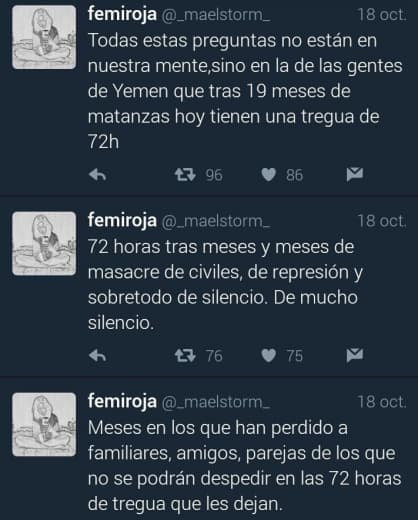 femiroja @_maelstorm_ 18 oct.
Todas estas preguntas no están en
nuestra mente,sino en la de las gentes
de Yemen que tras 19 meses de
matanzas hoy tienen una tregua de
72h
96 86
femiroja @_maelstorm_ 18 oct.
72 horas tras meses y meses de
masacre de civiles, de represión y
sobretodo de silencio. De mucho
silencio.
76 75
femiroja @_maelstorm_ 18 oct.
Meses en los que han perdido a
familiares, amigos, parejas de los que
no se podrán despedir en las 72 horas
de tregua que les dejan.